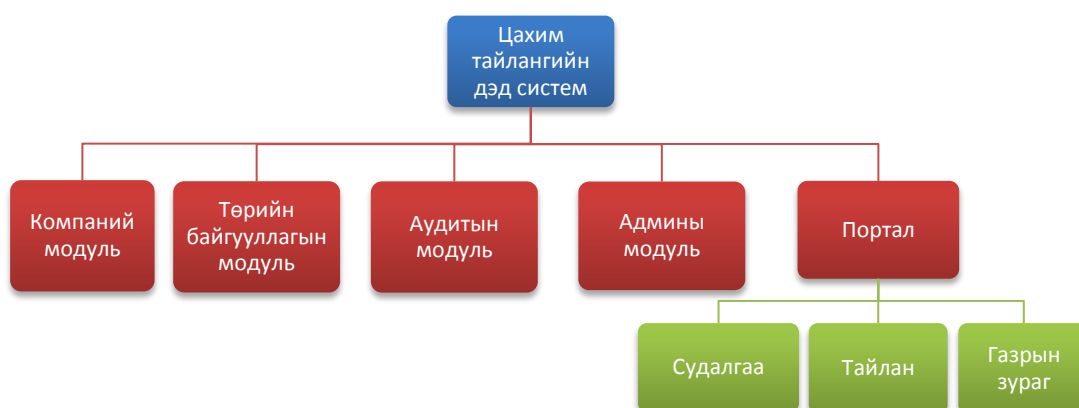 Цахим
тайлангийн
дэд систем
Компаний
модуль
Төрийн
байгууллагын
модуль
Аудитын
модуль
Админы
модуль
Портал
Судалгаа
Тайлан
Газрын
зураг